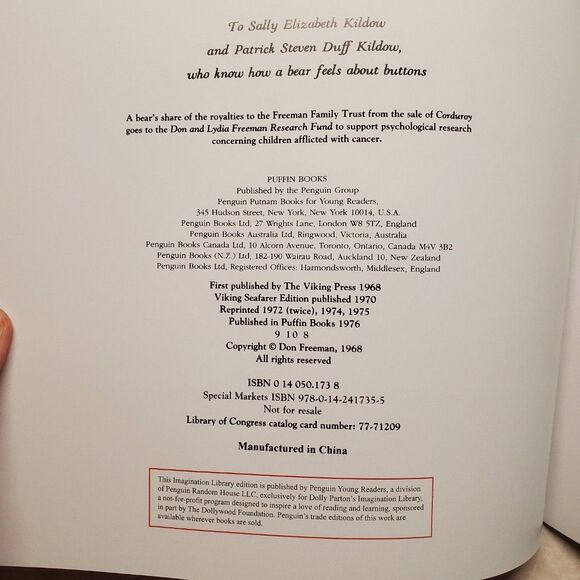 To Sally Elizabeth Kildow
and Patrick Steven Duff Kildow,
who know how a bear feels about buttons
A bear's share of the royalties to the Freeman Family Trust from the sale of Corduroy
goes to the Don and Lydia Freeman Research Fund to support psychological research
concerning children afflicted with cancer.
PUFFIN BOOKS
Published by the Penguin Group
Penguin Putnam Books for Young Readers,
345 Hudson Street, New York, New York 10014, U.S.A.
Penguin Books Ltd, 27 Wrights Lane, London W8 5TZ, England
Penguin Books Australia Ltd, Ringwood, Victoria, Australia
Penguin Books Canada Ltd, 10 Alcorn Avenue, Toronto, Ontario, Canada M4V 3B2
Penguin Books (N.Z.) Ltd, 182-190 Wairau Road, Auckland 10, New Zealand
Penguin Books Ltd, Registered Offices: Harmondsworth, Middlesex, England
First published by The Viking Press 1968
Viking Seafarer Edition published 1970
Reprinted 1972 (twice), 1974, 1975
Published in Puffin Books 1976
9 10 8
Copyright © Don Freeman, 1968
All rights reserved
ISBN 0 14 050.173 8
Special Markets ISBN 978-0-14-241735-5
Not for resale
Library of Congress catalog card number: 77-71209
Manufactured in China
This Imagination Library edition is published by Penguin Young Readers, a division
of Penguin Random House LLC, exclusively for Dolly Parton's Imagination Library,
a not-for-profit program designed to inspire a love of reading and learning, sponsored
in part by The Dollywood Foundation. Penguin's trade editions of this work are
available wherever books are sold.